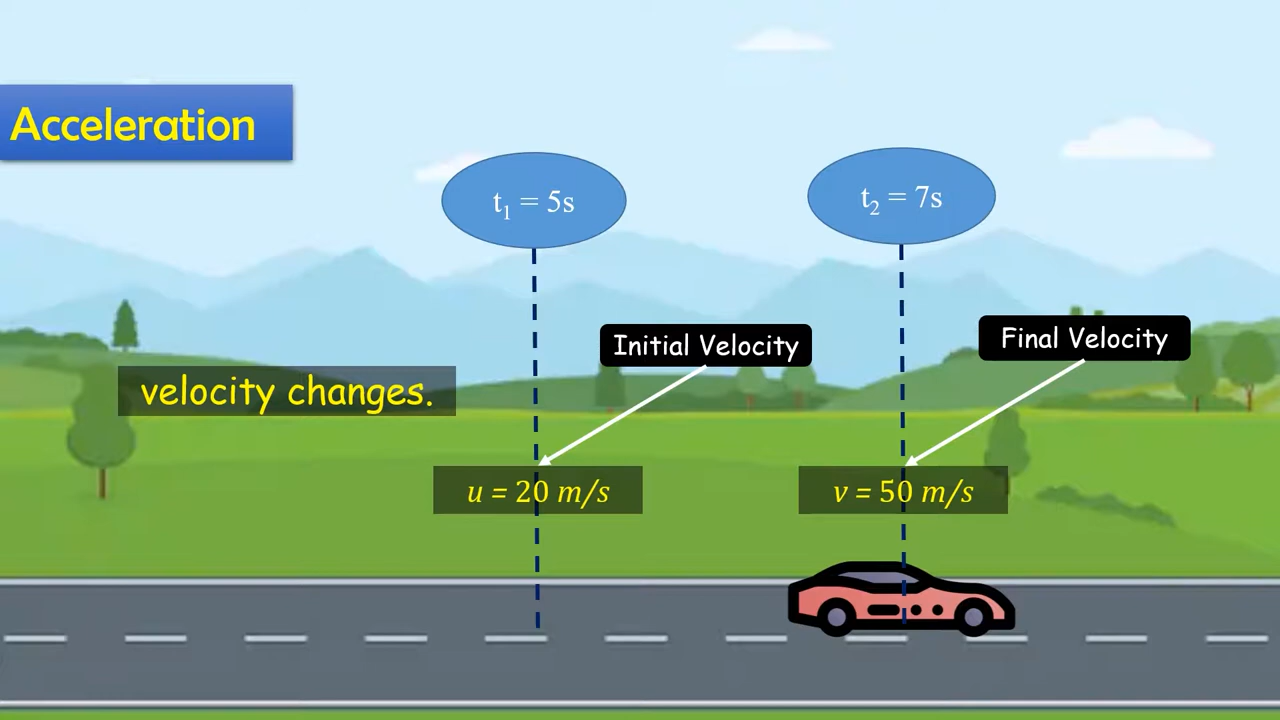 Acceleration
t₁ = 5s
t₂ = 7s
Initial Velocity
Final Velocity
velocity changes.
u = 20 m/s
v = 50 m/s